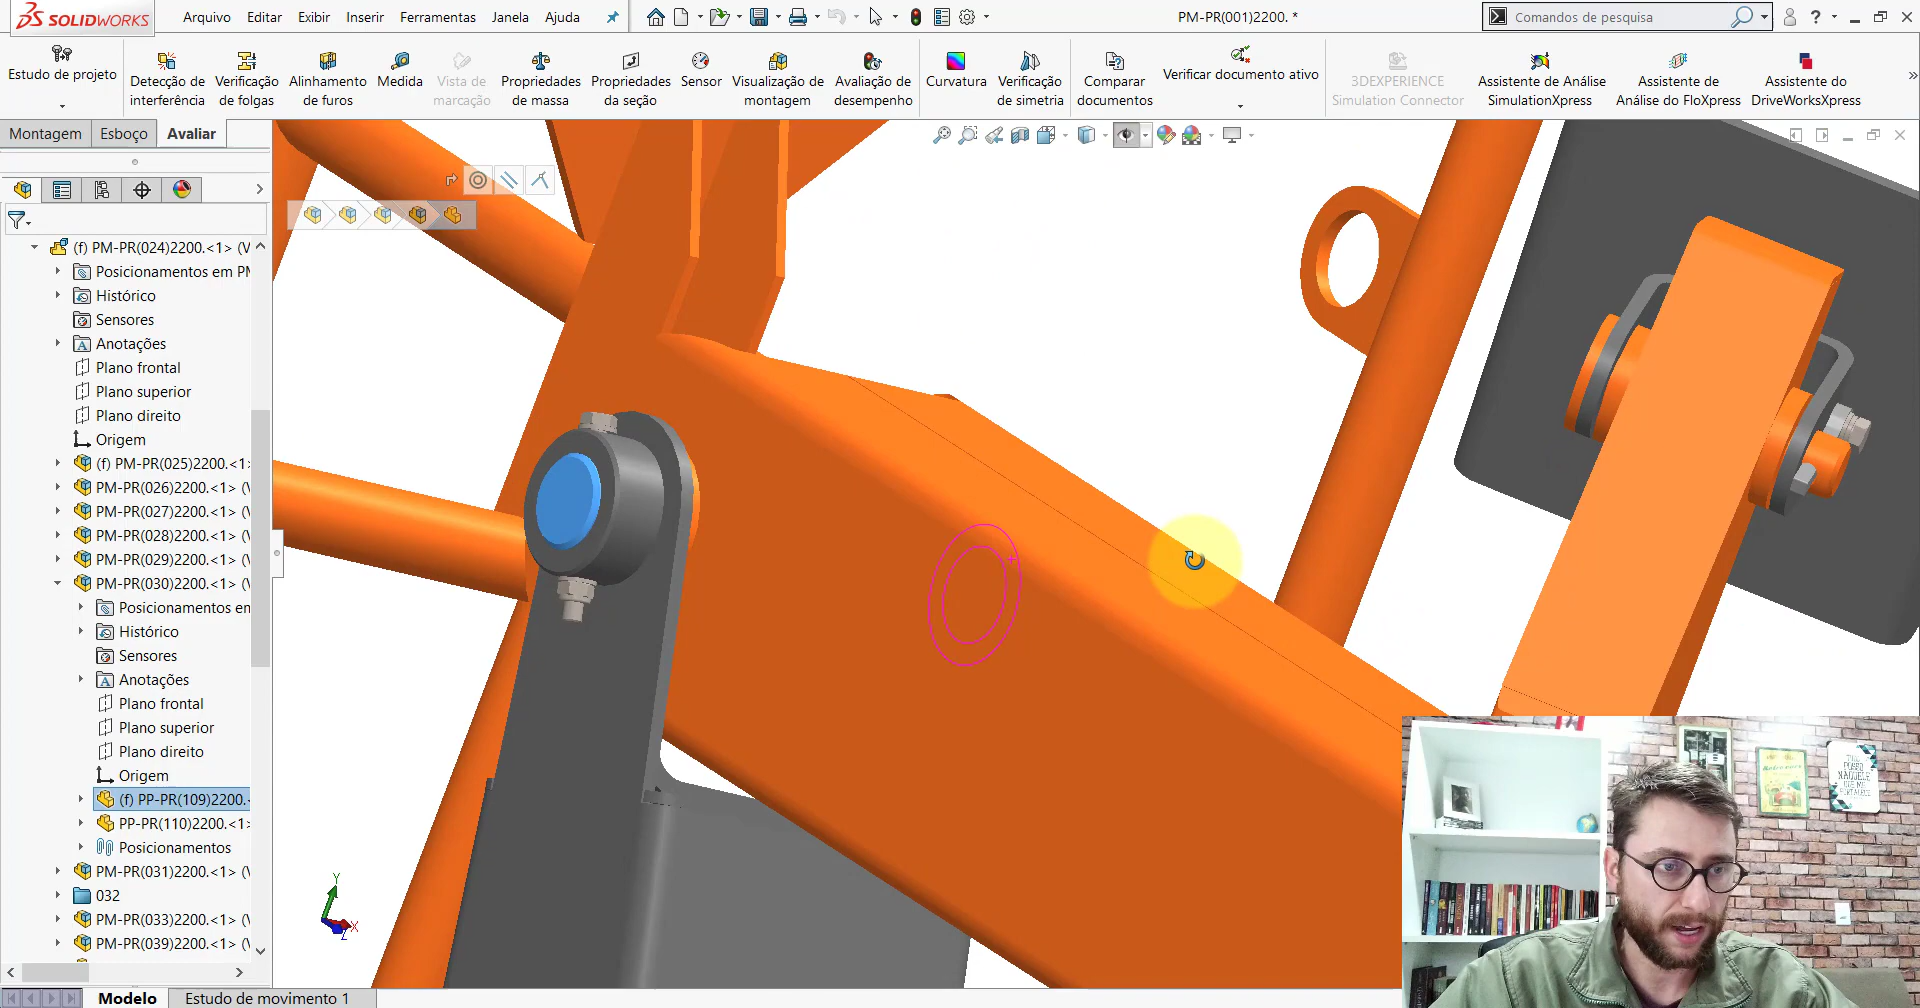 SOLIDWORKS
Arquivo Editar Exibir Inserir Ferramentas Janela Ajuda
PM-PR(001)2200. *
Comandos de pesquisa
Estudo de projeto
Detecção de interferência
Verificação de folgas
Alinhamento de furos
Medida
Vista de marcação
Propriedades de massa
Propriedades da seção
Sensor
Visualização de montagem
Avaliação de desempenho
Curvatura
Verificação de simetria
Comparar documentos
Verificar documento ativo
3DEXPERIENCE Simulation Connector
Assistente de Análise SimulationXpress
Assistente de Análise do FloXpress
Assistente do DriveWorksXpress
Montagem Esboço Avaliar
(f) PM-PR(024)2200.<1> (V
Posicionamentos em PM
Histórico
Sensores
Anotações
Plano frontal
Plano superior
Plano direito
Origem
(f) PM-PR(025)2200.<1>
PM-PR(026)2200.<1> (V
PM-PR(027)2200.<1> (V
PM-PR(028)2200.<1> (V
PM-PR(029)2200.<1> (V
PM-PR(030)2200.<1> (V
Posicionamentos en
Histórico
Sensores
Anotações
Plano frontal
Plano superior
Plano direito
Origem
(f) PP-PR(109)2200.<
PP-PR(110)2200.<1>
Posicionamentos
PM-PR(031)2200.<1> (V
032
PM-PR(033)2200.<1> (V
PM-PR(039)2200.<1> (V
Y
X
Z
Modelo Estudo de movimento 1